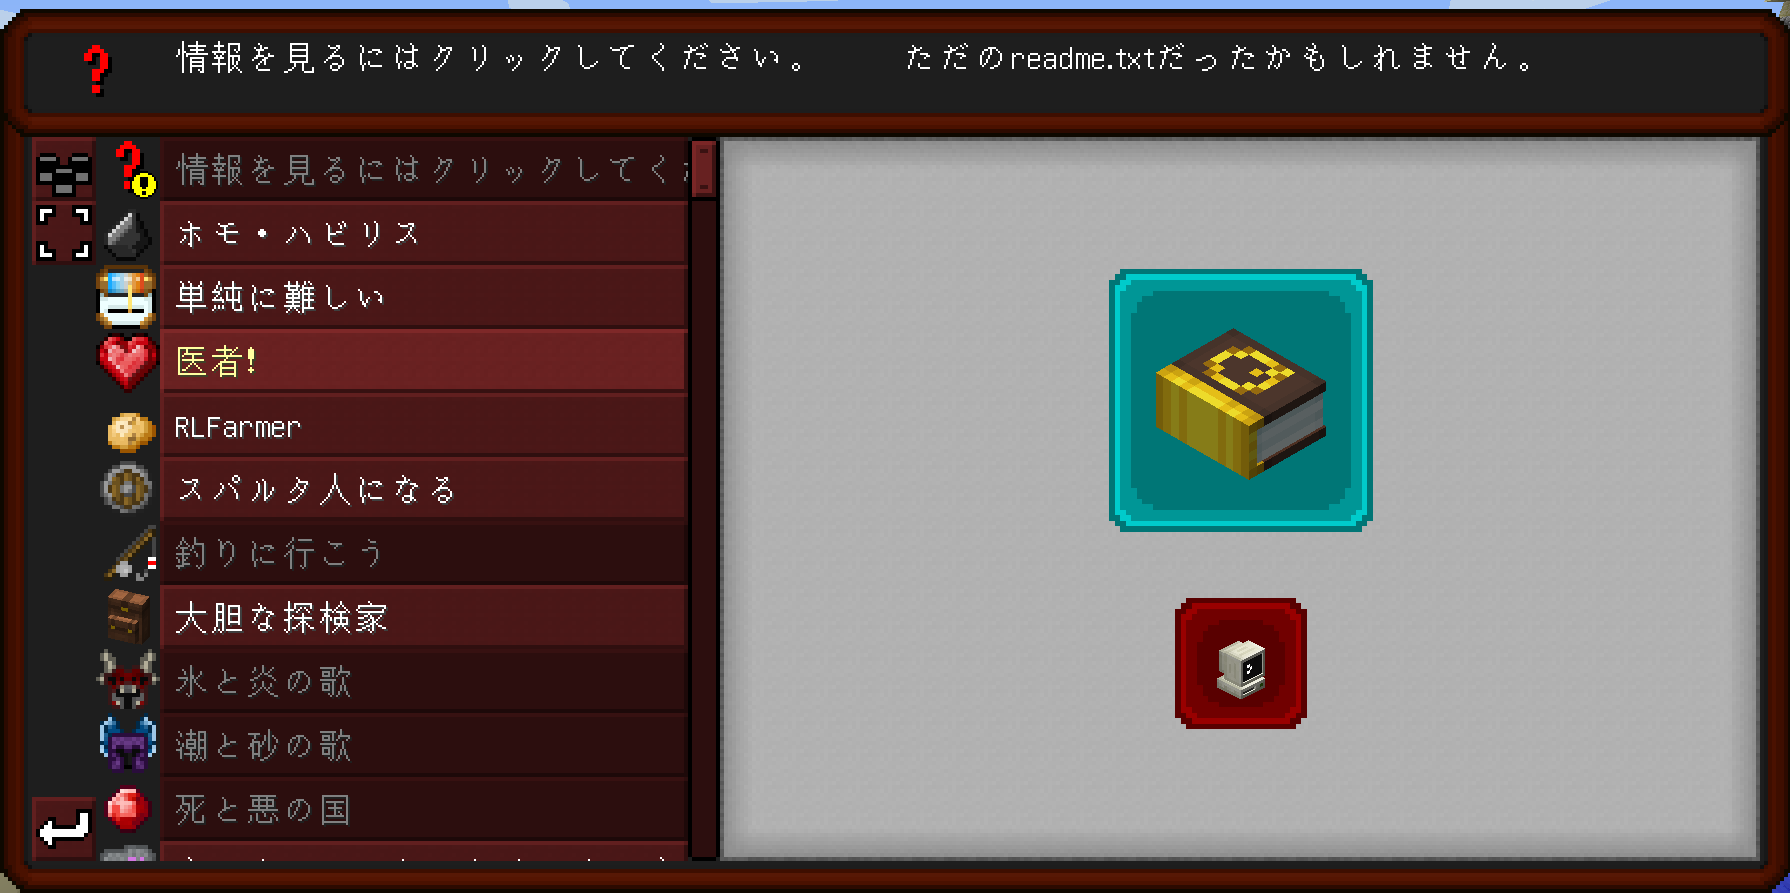 情報を見るにはクリックしてください。 ただのreadme.txtだったかもしれません。
情報を見るにはクリックしてく
ホモ・ハビリス
単純に難しい
医者!
RLFarmer
スパルタ人になる
釣りに行こう
大胆な探検家
氷と炎の歌
潮と砂の歌
死と悪の国